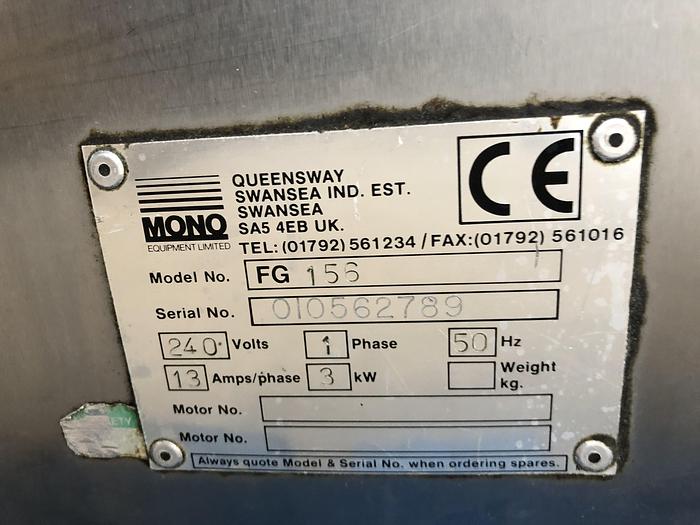 MONO
EQUIPMENT LIMITED
QUEENSWAY
SWANSEA IND. EST.
SWANSEA
SA5 4EB UK.
TEL:(01792) 561234 / FAX:(01792) 561016
CE
Model No. FG 156
Serial No. 010562789
240 Volts 1 Phase 50 Hz
13 Amps/phase 3 kW Weight kg.
Motor No.
Motor No.
Always quote Model & Serial No. when ordering spares.